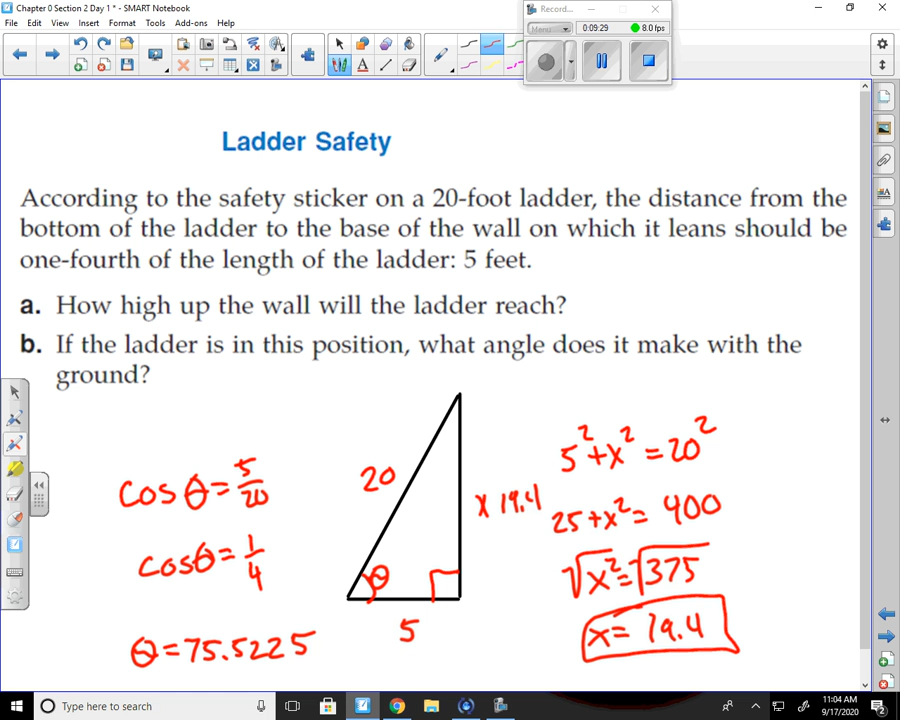 Chapter 0 Section 2 Day 1 * - SMART Notebook
Record...
File Edit View Insert Format Tools Add-ons Help
Menu
0:09:29
8.0 fps
Ladder Safety
According to the safety sticker on a 20-foot ladder, the distance from the
bottom of the ladder to the base of the wall on which it leans should be
one-fourth of the length of the ladder: 5 feet.
a. How high up the wall will the ladder reach?
b. If the ladder is in this position, what angle does it make with the
ground?
cos θ = 5/20
cosθ = 1/4
θ = 75.5225
20
x 19.4
θ
5
5² + x² = 20²
25 + x² = 400
√x² = √375
x = 19.4
Type here to search
11:04 AM
9/17/2020
2